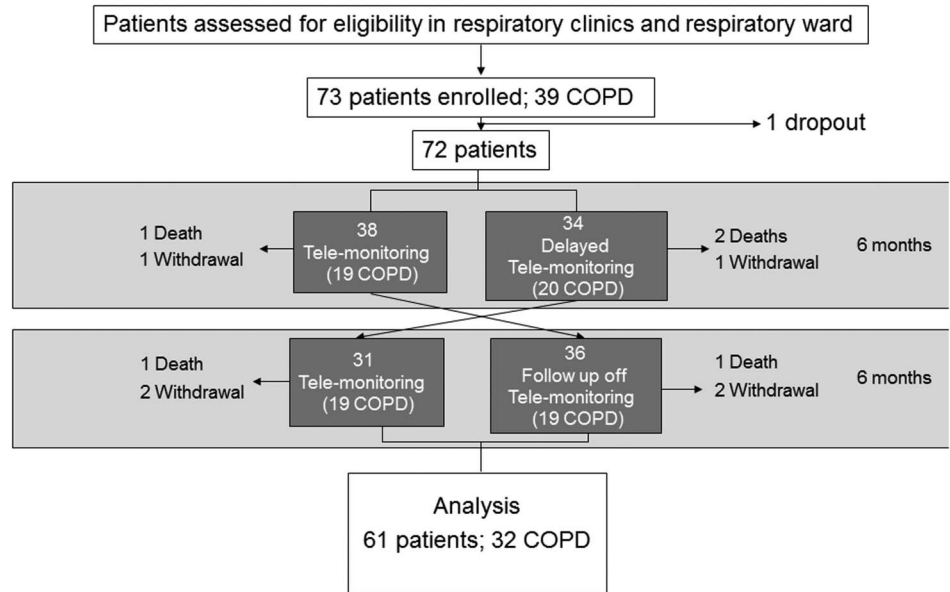 Patients assessed for eligibility in respiratory clinics and respiratory ward
73 patients enrolled; 39 COPD
1 dropout
72 patients
1 Death
1 Withdrawal
38
Tele-monitoring
(19 COPD)
34
Delayed
Tele-monitoring
(20 COPD)
2 Deaths
1 Withdrawal
6 months
1 Death
2 Withdrawal
31
Tele-monitoring
(19 COPD)
36
Follow up off
Tele-monitoring
(19 COPD)
1 Death
2 Withdrawal
6 months
Analysis
61 patients; 32 COPD